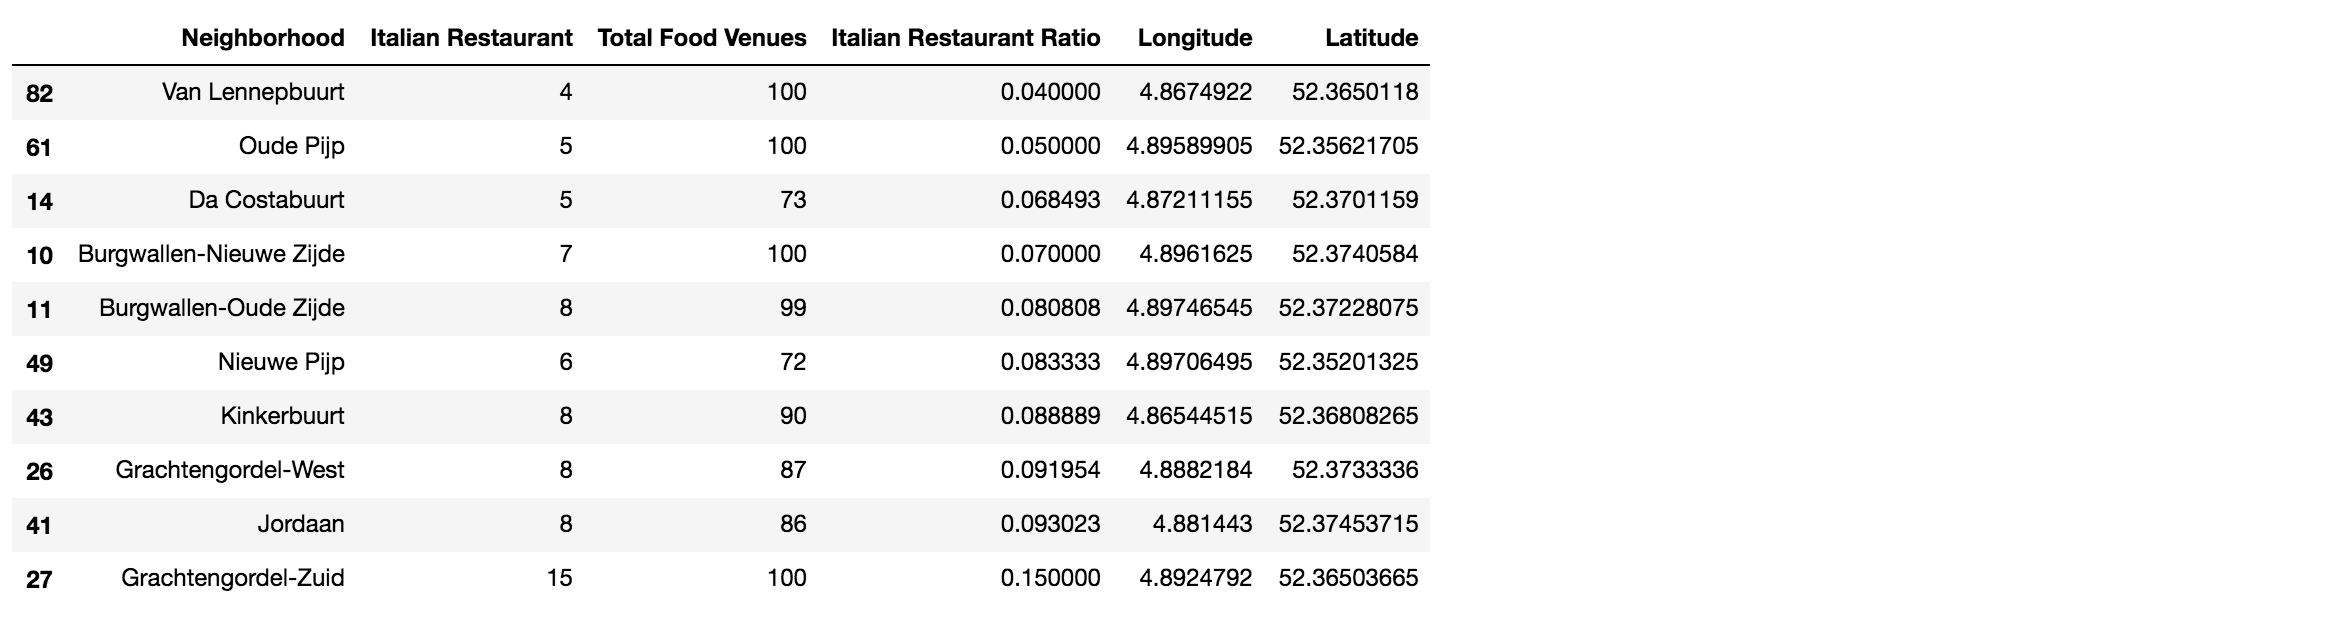 Neighborhood Italian Restaurant Total Food Venues Italian Restaurant Ratio Longitude Latitude
82 Van Lennepbuurt 4 100 0.040000 4.8674922 52.3650118
61 Oude Pijp 5 100 0.050000 4.89589905 52.35621705
14 Da Costabuurt 5 73 0.068493 4.87211155 52.3701159
10 Burgwallen-Nieuwe Zijde 7 100 0.070000 4.8961625 52.3740584
11 Burgwallen-Oude Zijde 8 99 0.080808 4.89746545 52.37228075
49 Nieuwe Pijp 6 72 0.083333 4.89706495 52.35201325
43 Kinkerbuurt 8 90 0.088889 4.86544515 52.36808265
26 Grachtengordel-West 8 87 0.091954 4.8882184 52.3733336
41 Jordaan 8 86 0.093023 4.881443 52.37453715
27 Grachtengordel-Zuid 15 100 0.150000 4.8924792 52.36503665